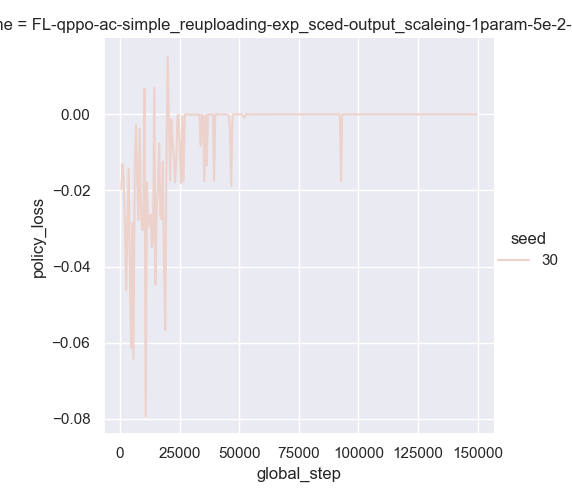 ne = FL-qppo-ac-simple_reuploading-exp_sced-output_scaleing-1param-5e-2-
0.00
−0.02
−0.04
−0.06
−0.08
policy_loss
seed
30
0 25000 50000 75000 100000 125000 150000
global_step